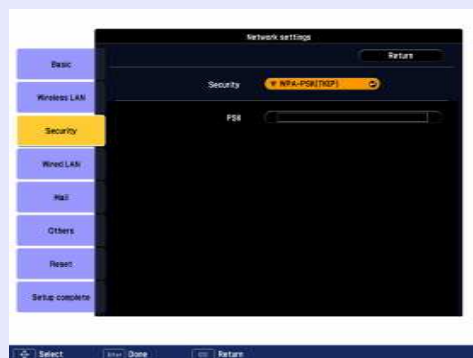 Network settings
Return
Basic
Wireless LAN
Security
Wired LAN
Mail
Others
Reset
Setup complete
Security WPA-PSK(TKIP)
PSK
Select Enter Done Esc Return